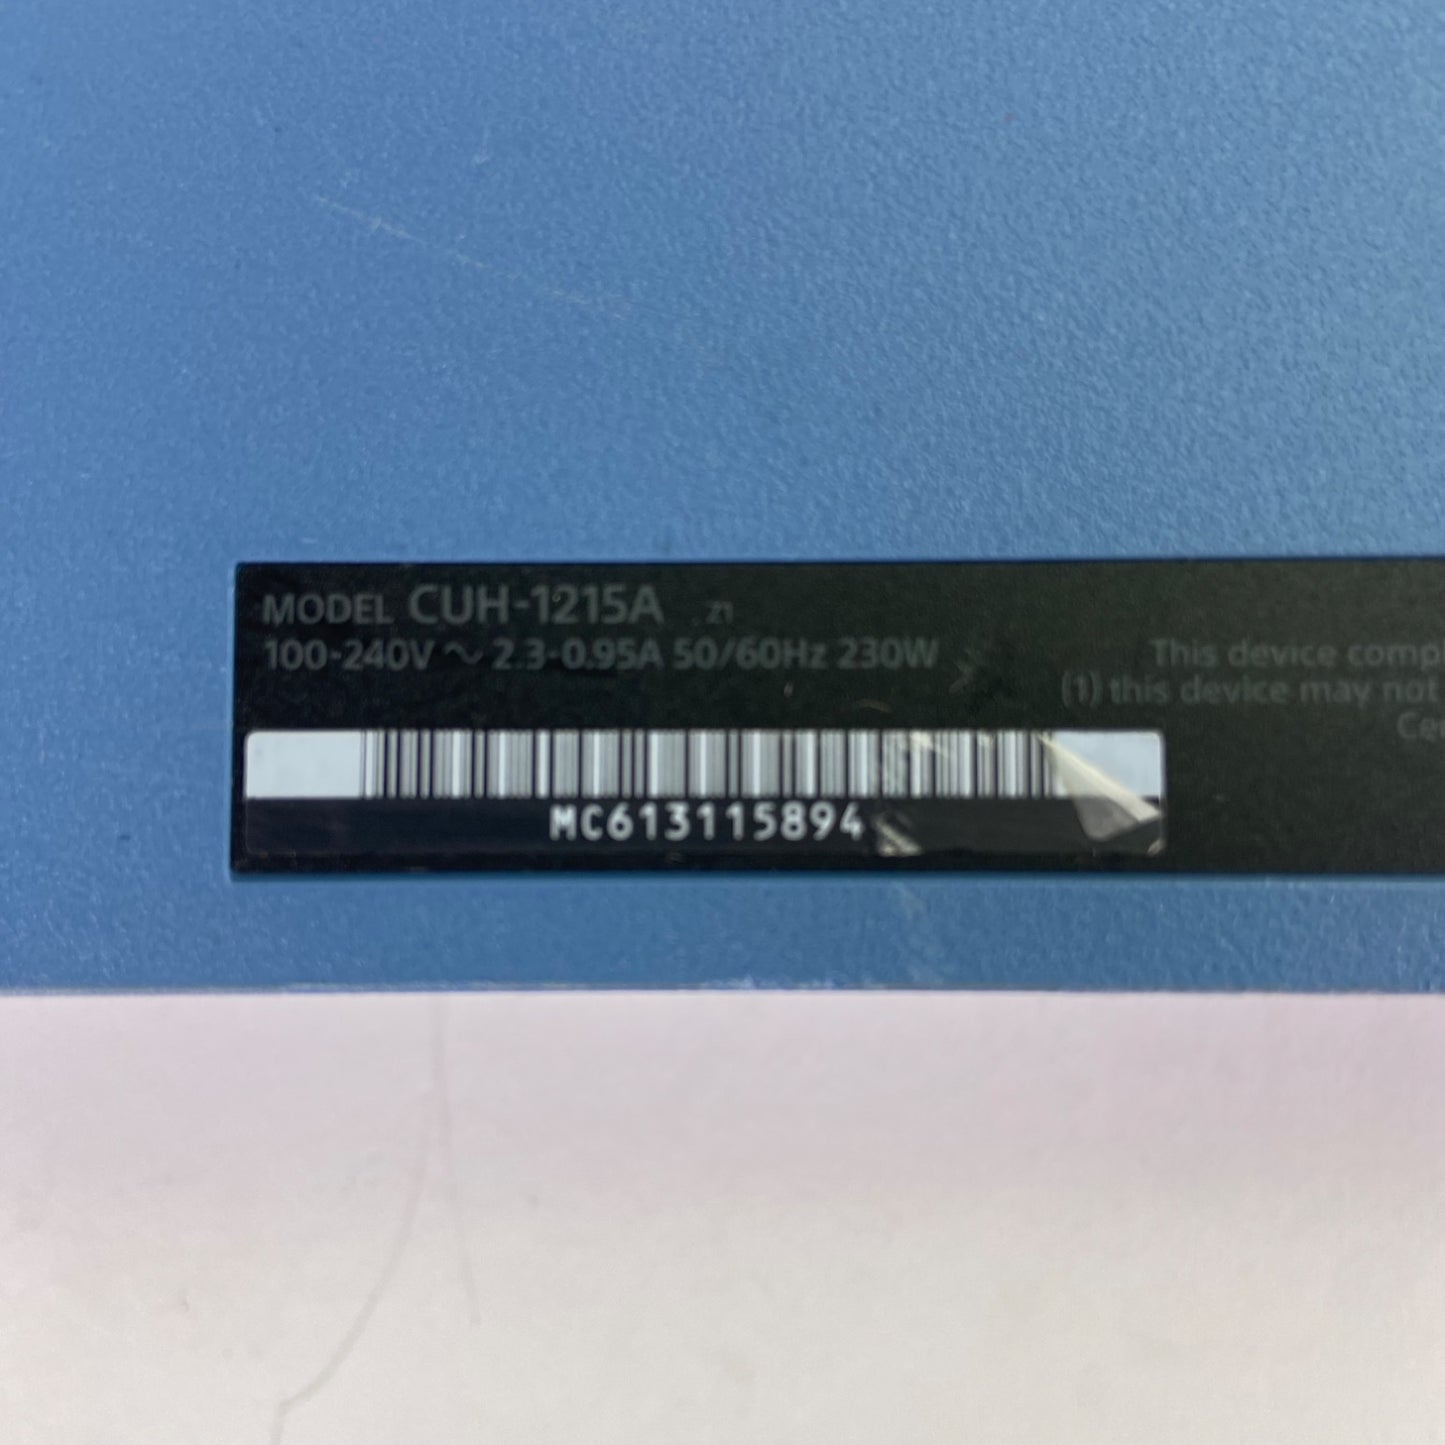 MODEL CUH-1215A Z1
100-240V ~ 2.3-0.95A 50/60Hz 230W
This device comp
(1) this device may not
MC613115894